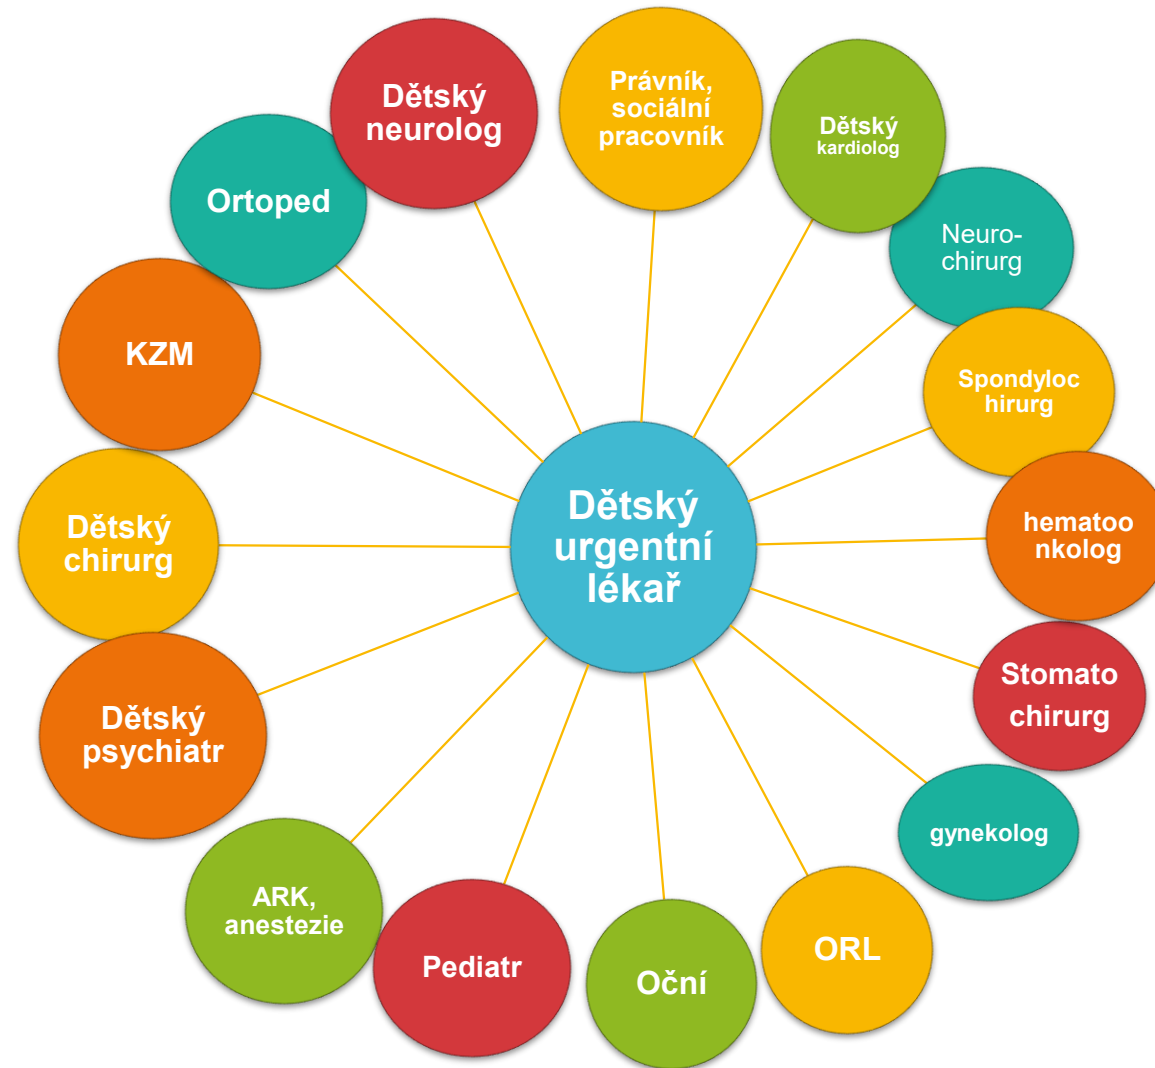 Dětský
neurolog
Právník,
sociální
pracovník
Dětský
kardiolog
Ortoped
Neuro-
chirurg
KZM
Spondyloc
hirurg
Dětský
chirurg
Dětský
urgentní
lékař
hematoo
nkolog
Stomato
chirurg
Dětský
psychiatr
gynekolog
ARK,
anestezie
Pediatr
Oční
ORL